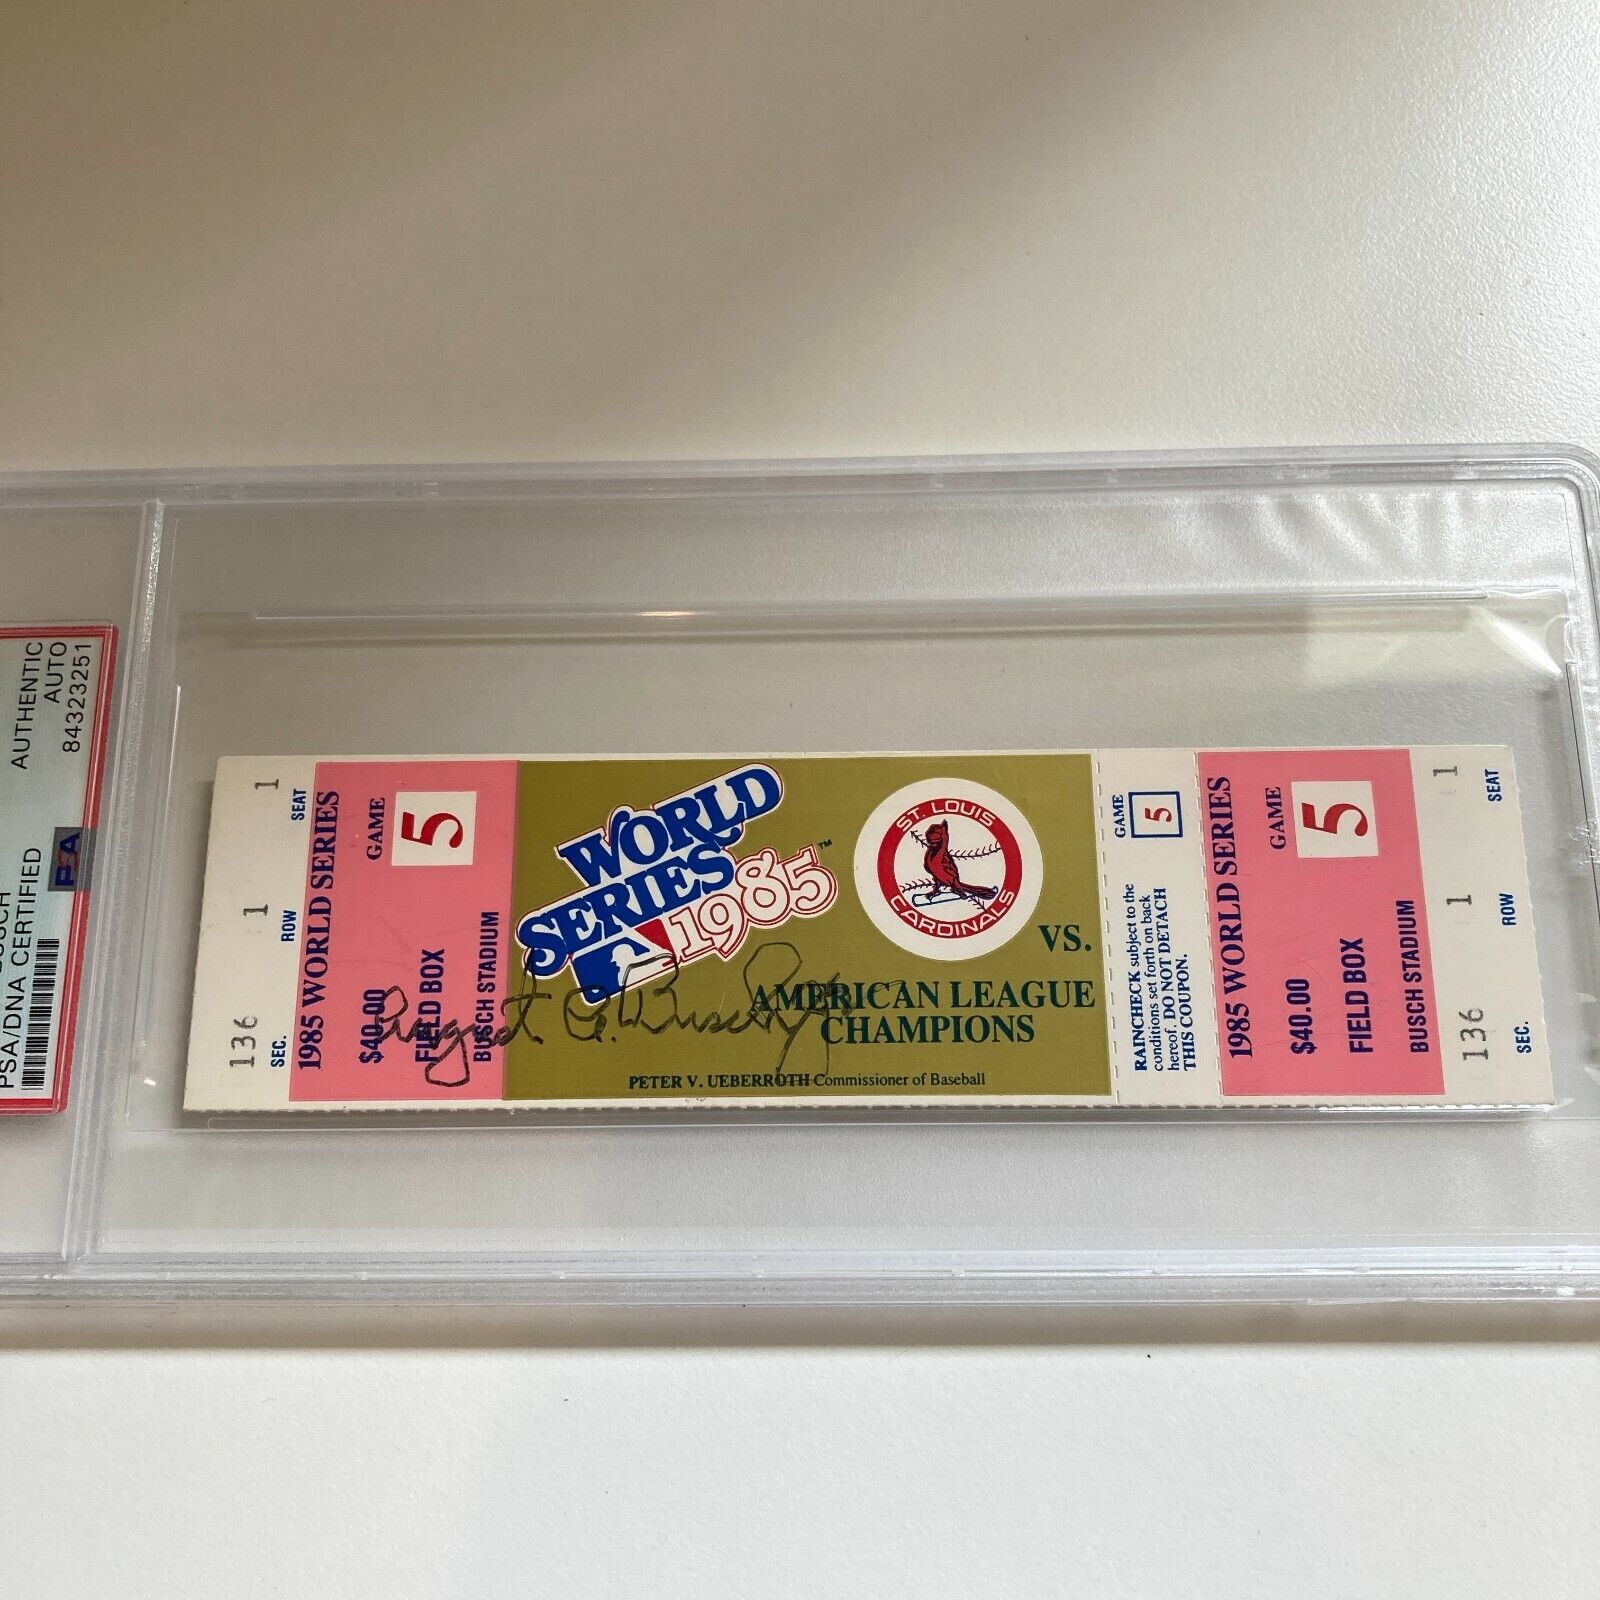 AUTHENTIC
AUTO
84323251
PSA
PSA/DNA CERTIFIED
136 1 1
SEC. ROW SEAT
1985 WORLD SERIES
GAME
5
$40.00
FIELD BOX
BUSCH STADIUM
WORLD
SERIES
1985™
August A. Busch Jr
ST. LOUIS
CARDINALS
VS.
AMERICAN LEAGUE
CHAMPIONS
PETER V. UEBERROTH Commissioner of Baseball
GAME
5
RAINCHECK subject to the
conditions set forth on back
hereof. DO NOT DETACH
THIS COUPON.
1985 WORLD SERIES
GAME
5
$40.00
FIELD BOX
BUSCH STADIUM
136 1 1
SEC. ROW SEAT